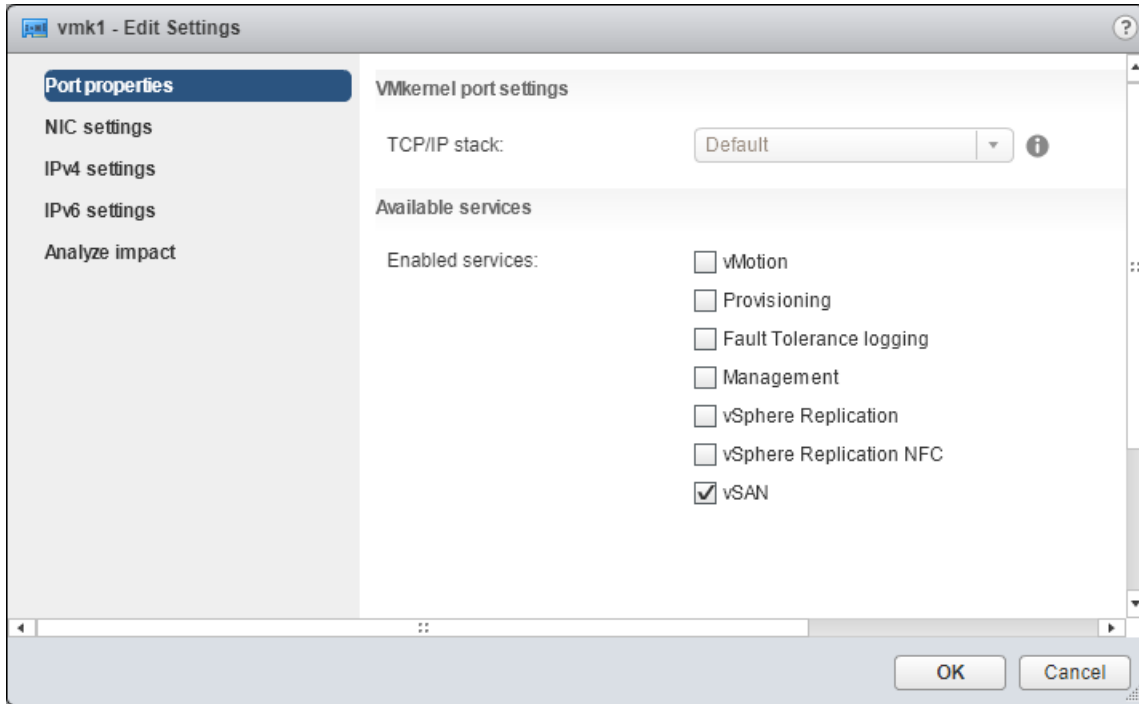 vmk1 - Edit Settings
?
Port properties
NIC settings
IPv4 settings
IPv6 settings
Analyze impact
VMkernel port settings
TCP/IP stack: Default
Available services
Enabled services:
vMotion
Provisioning
Fault Tolerance logging
Management
vSphere Replication
vSphere Replication NFC
vSAN
OK Cancel